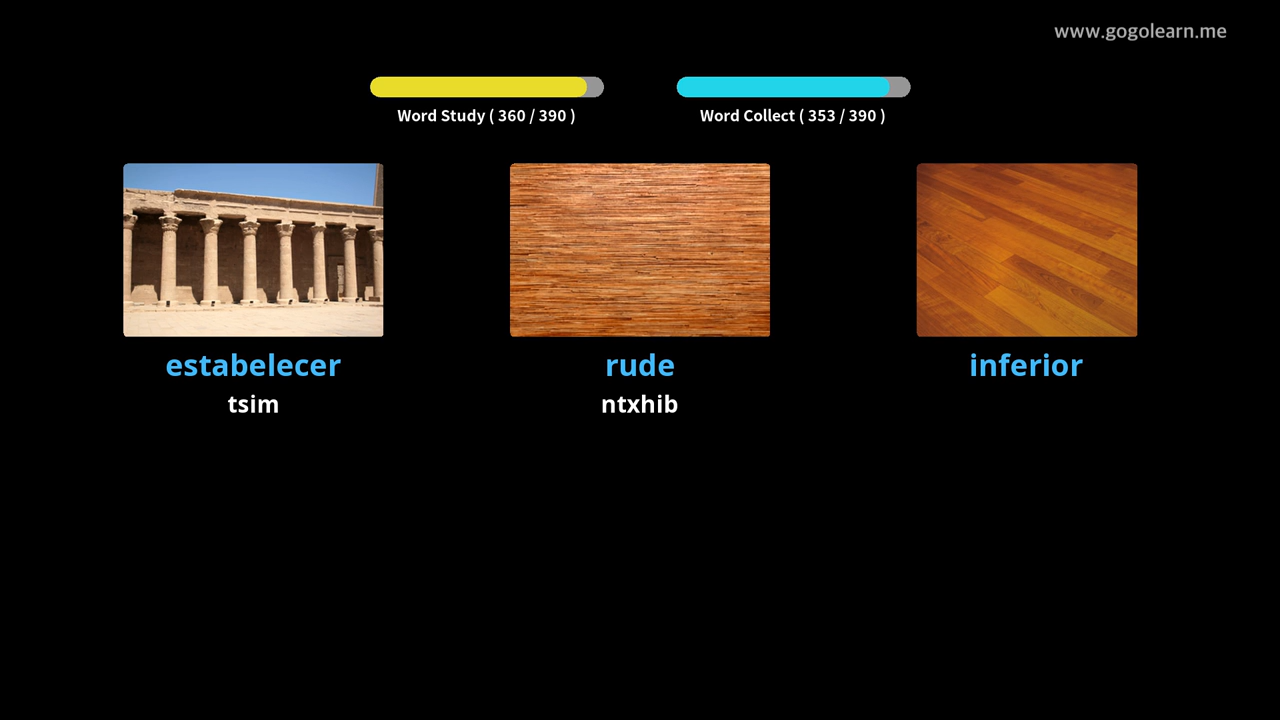 www.gogolearn.me
Word Study ( 360 / 390 )
Word Collect ( 353 / 390 )
estabelecer
tsim
rude
ntxhib
inferior